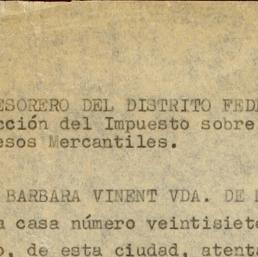 ESORERO DEL DISTRITO FEDE
cción del Impuesto sobre
esos Mercantiles.
BARBARA VINENT VDA. DE
a casa número veintisiete
o, de esta ciudad, atenta